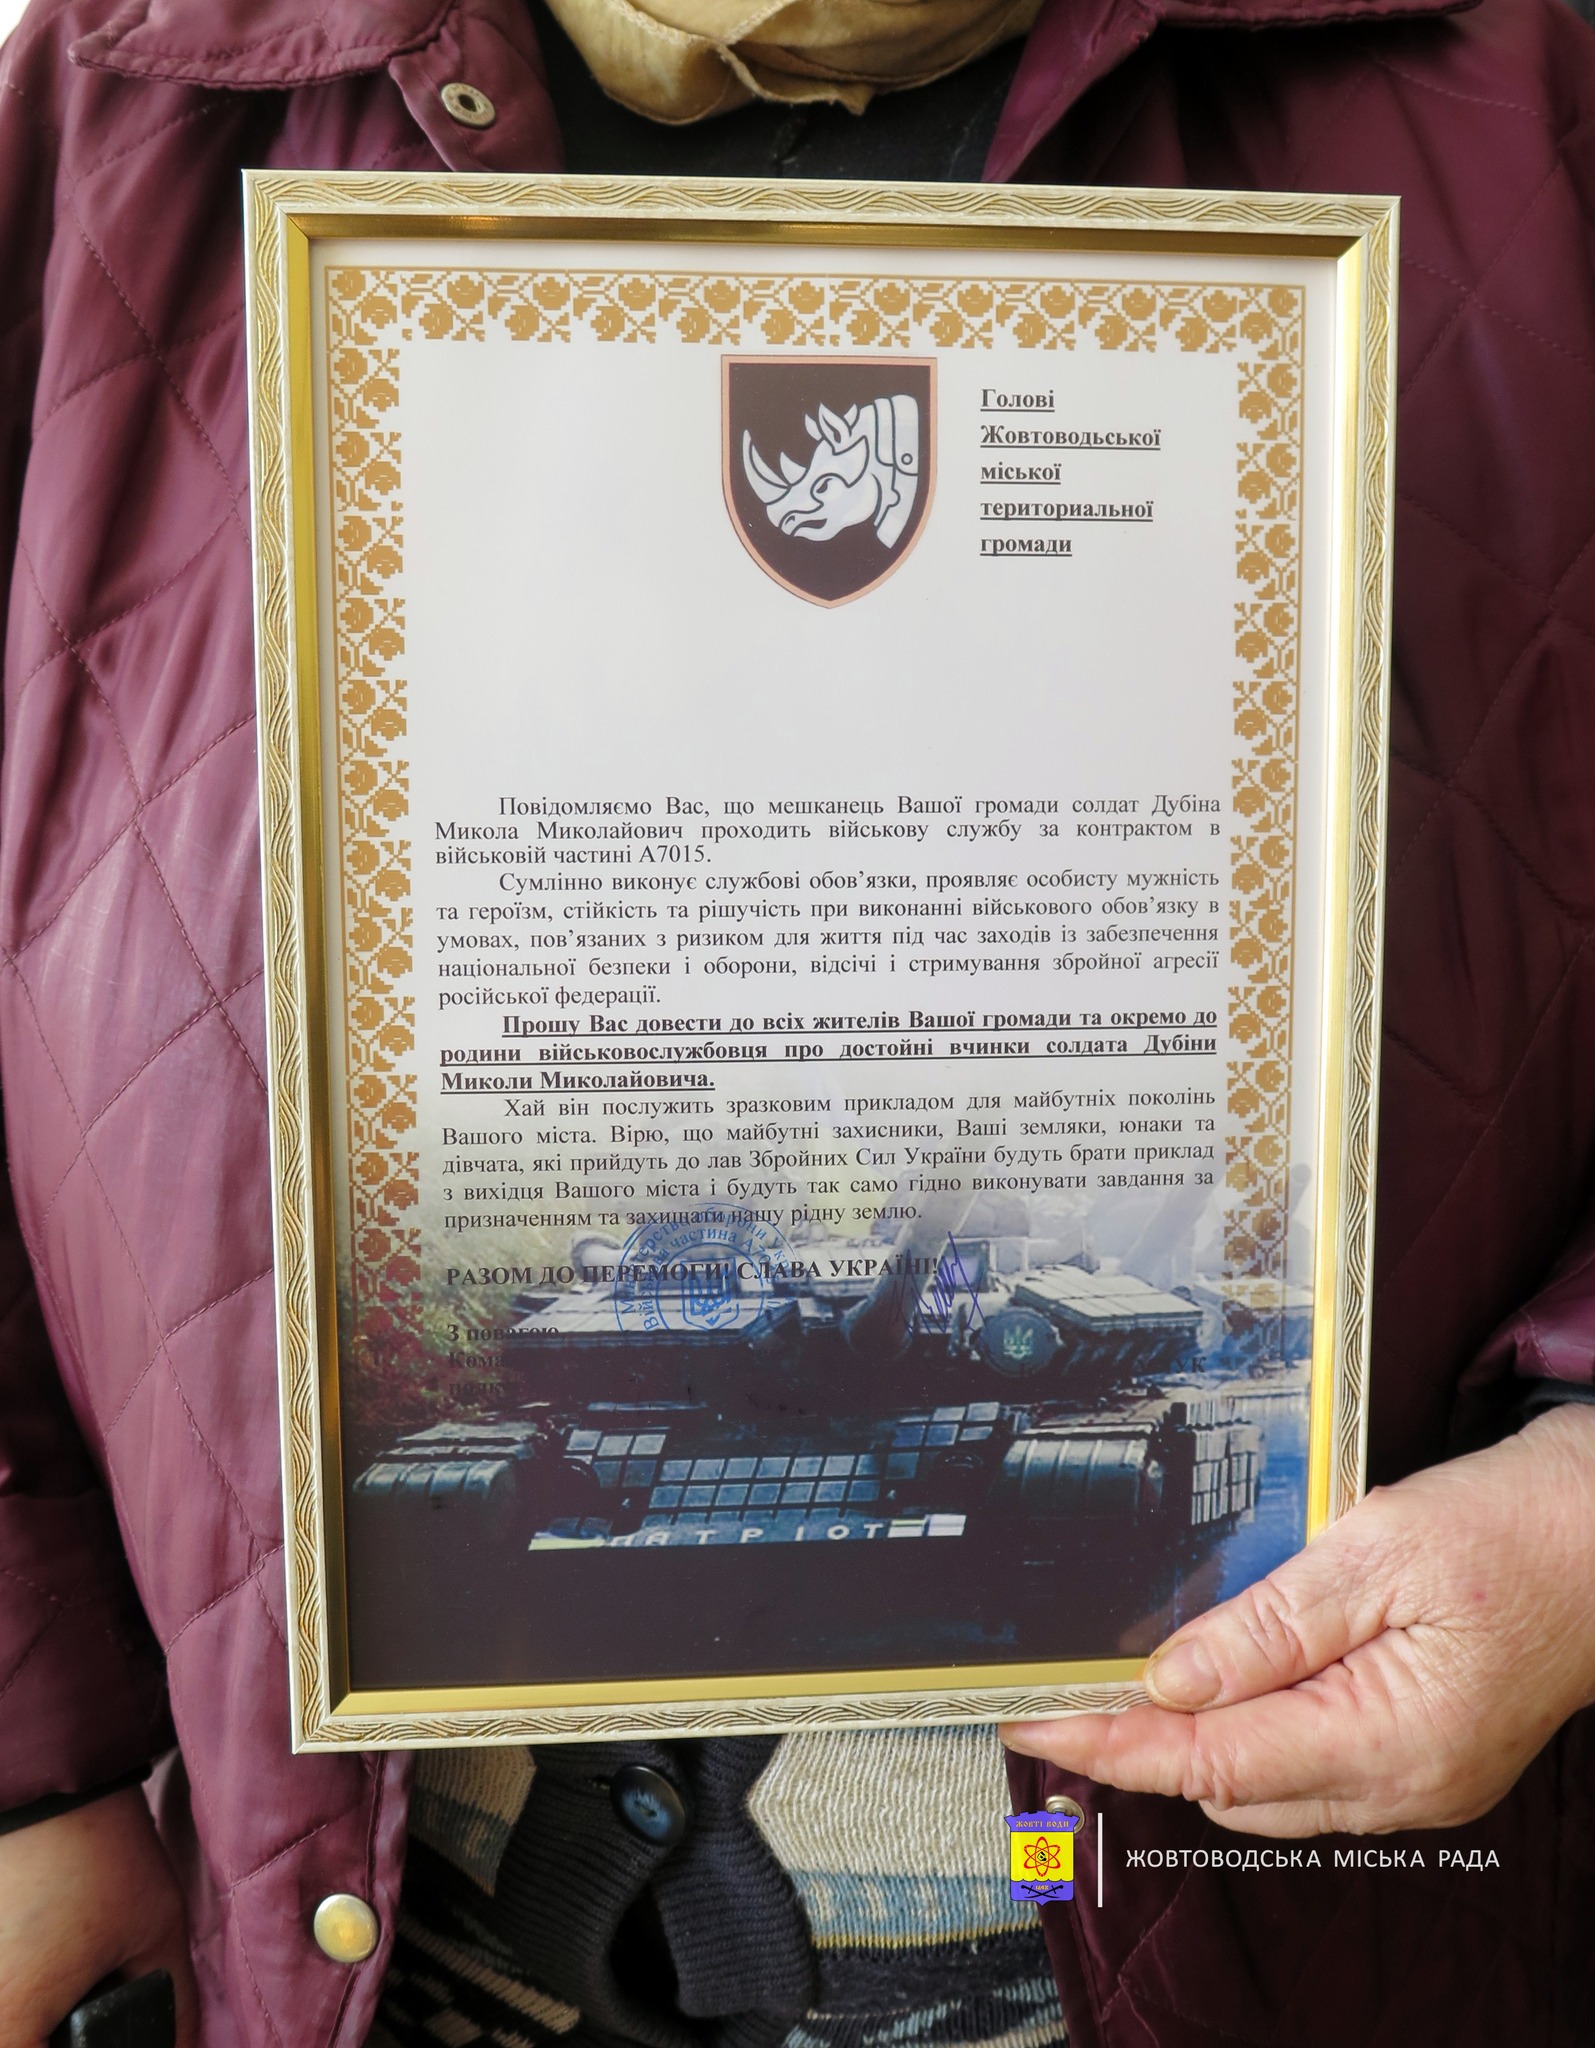 Голові
Жовтоводьської
міської
територіальної
громади
Повідомляємо Вас, що мешканець Вашої громади солдат Дубіна
Микола Миколайович проходить військову службу за контрактом в
військовій частині А7015.
Сумлінно виконує службові обов’язки, проявляє особисту мужність
та героїзм, стійкість та рішучість при виконанні військового обов’язку в
умовах, пов’язаних з ризиком для життя під час заходів із забезпечення
національної безпеки і оборони, відсічі і стримування збройної агресії
російської федерації.
Прошу Вас довести до всіх жителів Вашої громади та окремо до
родини військовослужбовця про достойні вчинки солдата Дубіни
Миколи Миколайовича.
Хай він послужить зразковим прикладом для майбутніх поколінь
Вашого міста. Вірю, що майбутні захисники, Ваші земляки, юнаки та
дівчата, які прийдуть до лав Збройних Сил України будуть брати приклад
з вихідця Вашого міста і будуть так само гідно виконувати завдання за
призначенням та захищати нашу рідну землю.
Міністерство оборони
Військова частина
РАЗОМ ДО ПЕРЕМОГИ! СЛАВА УКРАЇНІ!
З повагою
ПАТРІОТ
ЖОВТІ ВОДИ
ЖОВТОВОДСЬКА МІСЬКА РАДА